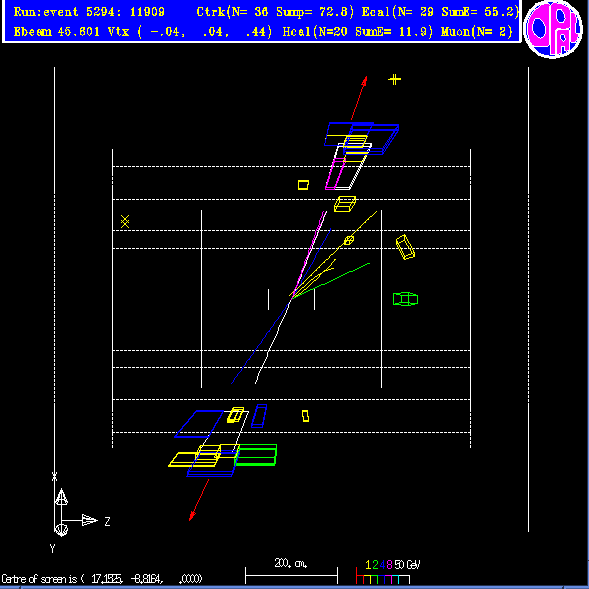 Run:event 5294: 11909 Ctrk(N= 36 Sump= 72.8) Ecal(N= 29 SumE= 55.2)
Ebeam 45.601 Vtx ( -.04, .04, .44) Hcal(N=20 SumE= 11.9) Muon(N= 2)
OPAL
X
Z
Y
200. cm.
1 2 4 8 50 GeV
Centre of screen is ( 17.1525, -8.8164, .0000)